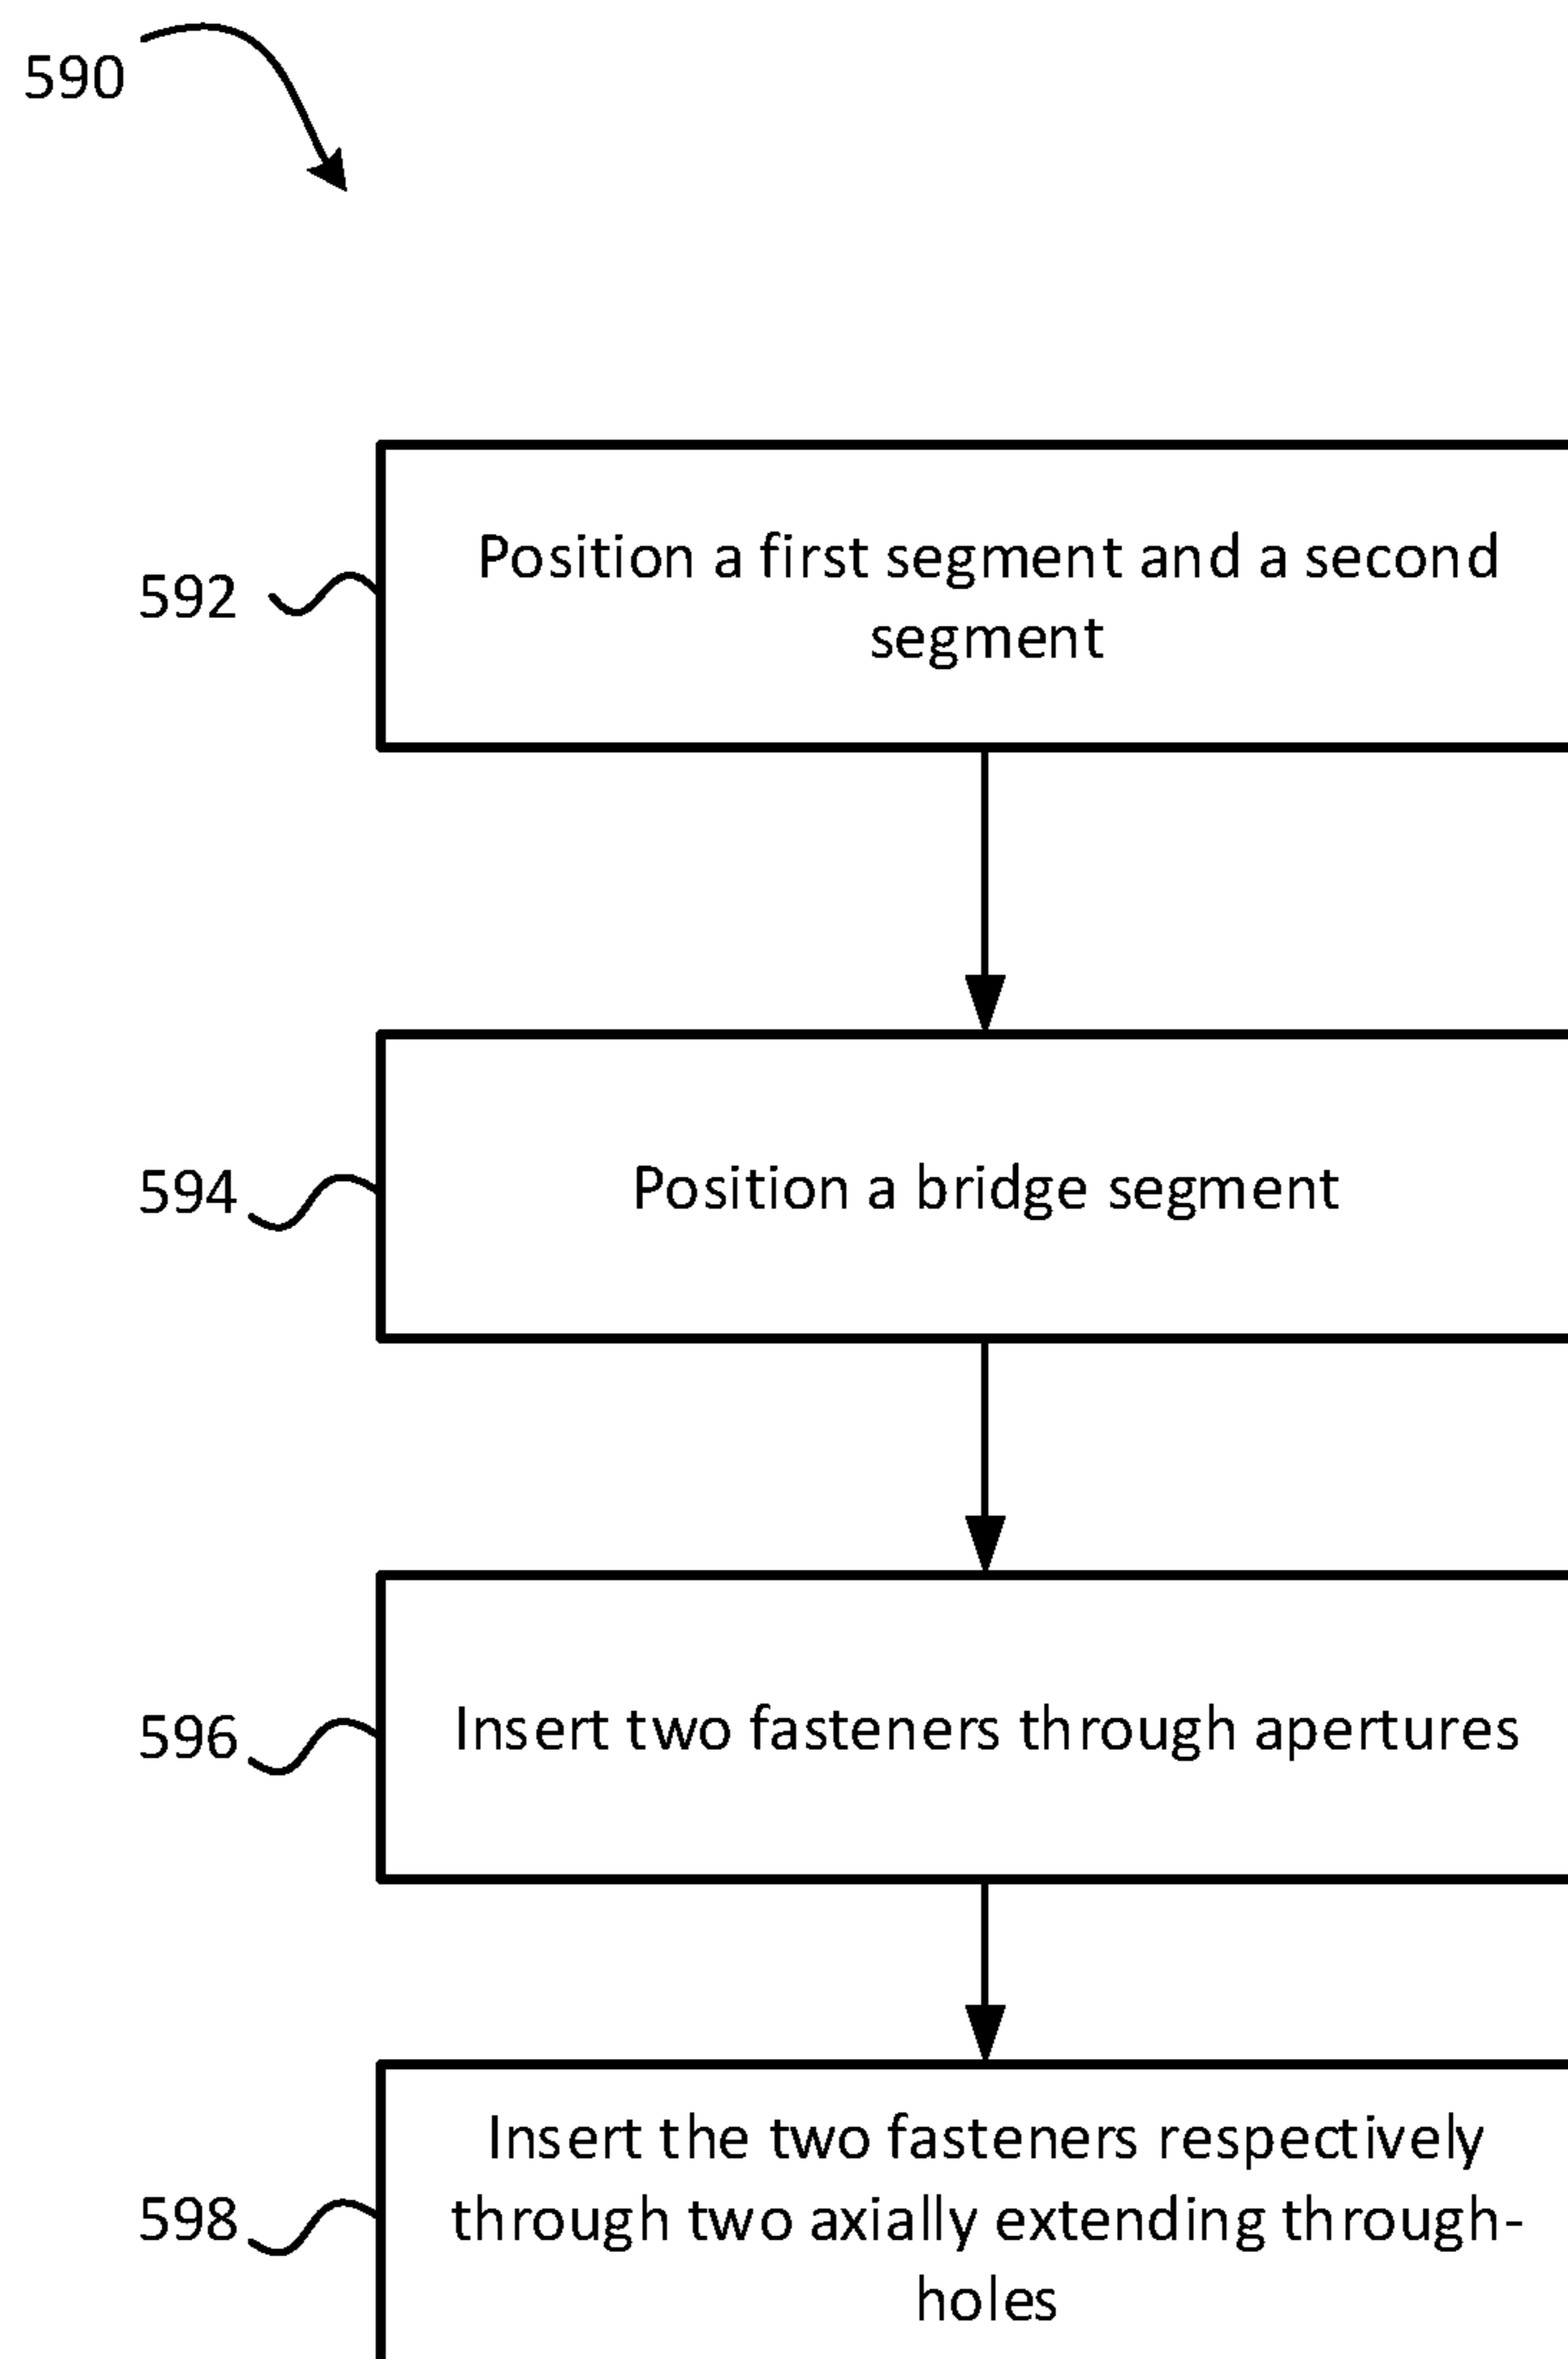 590
592
Position a first segment and a second
segment
594
Position a bridge segment
596
Insert two fasteners through apertures
598
Insert the two fasteners respectively
through two axially extending through-
holes